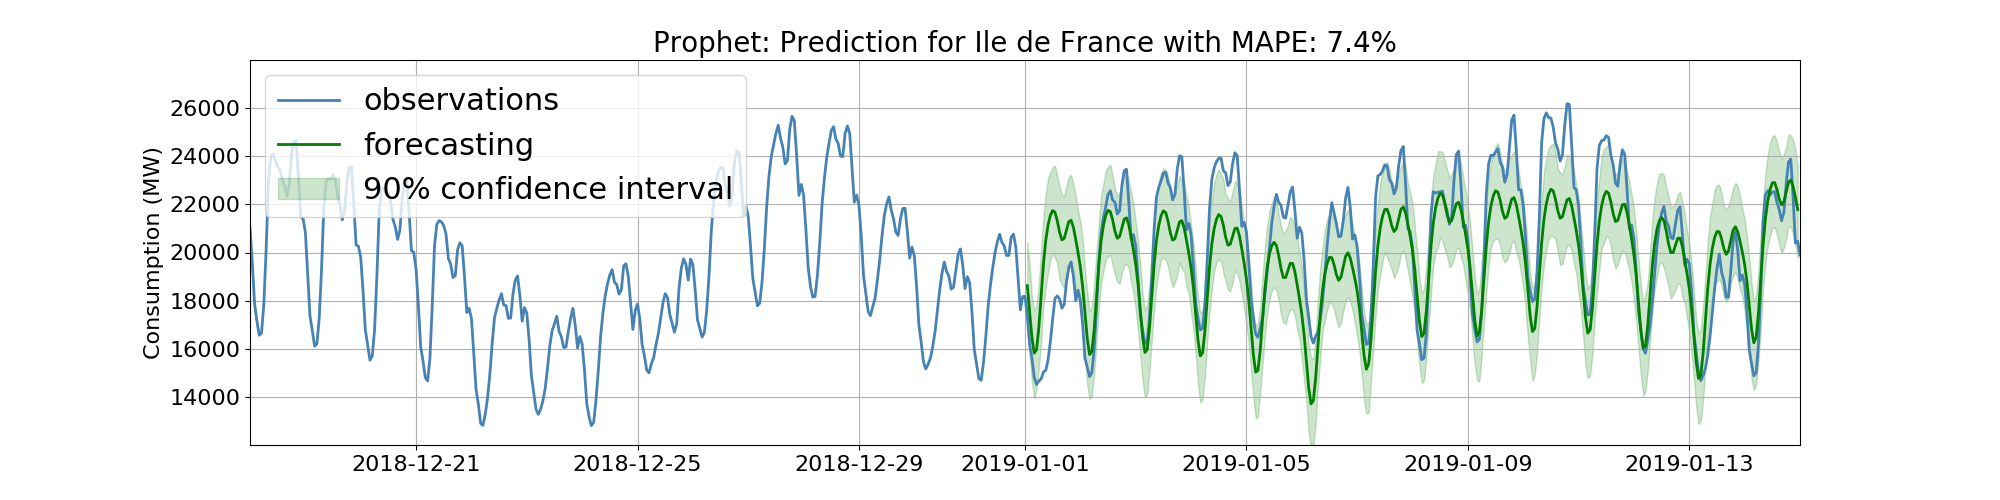 Prophet: Prediction for Ile de France with MAPE: 7.4%
observations
forecasting
90% confidence interval
Consumption (MW)
26000
24000
22000
20000
18000
16000
14000
2018-12-21
2018-12-25
2018-12-29
2019-01-01
2019-01-05
2019-01-09
2019-01-13